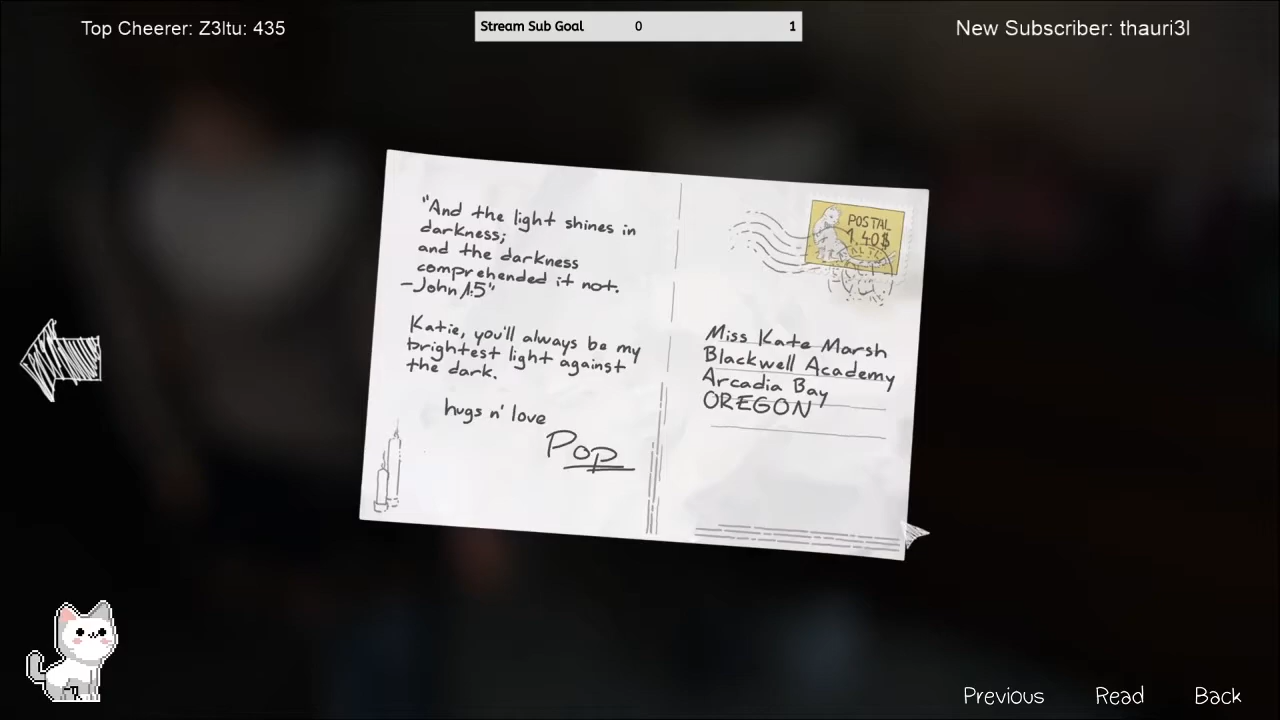 Top Cheerer: Z3ltu: 435
Stream Sub Goal 0 1
New Subscriber: thauri3l
"And the light shines in
darkness;
and the darkness
comprehended it not.
-John 1:5"
Katie, you'll always be my
brightest light against
the dark.
hugs n' love
Pop
POSTAL
1.40$
Miss Kate Marsh
Blackwell Academy
Arcadia Bay
OREGON
Previous Read Back